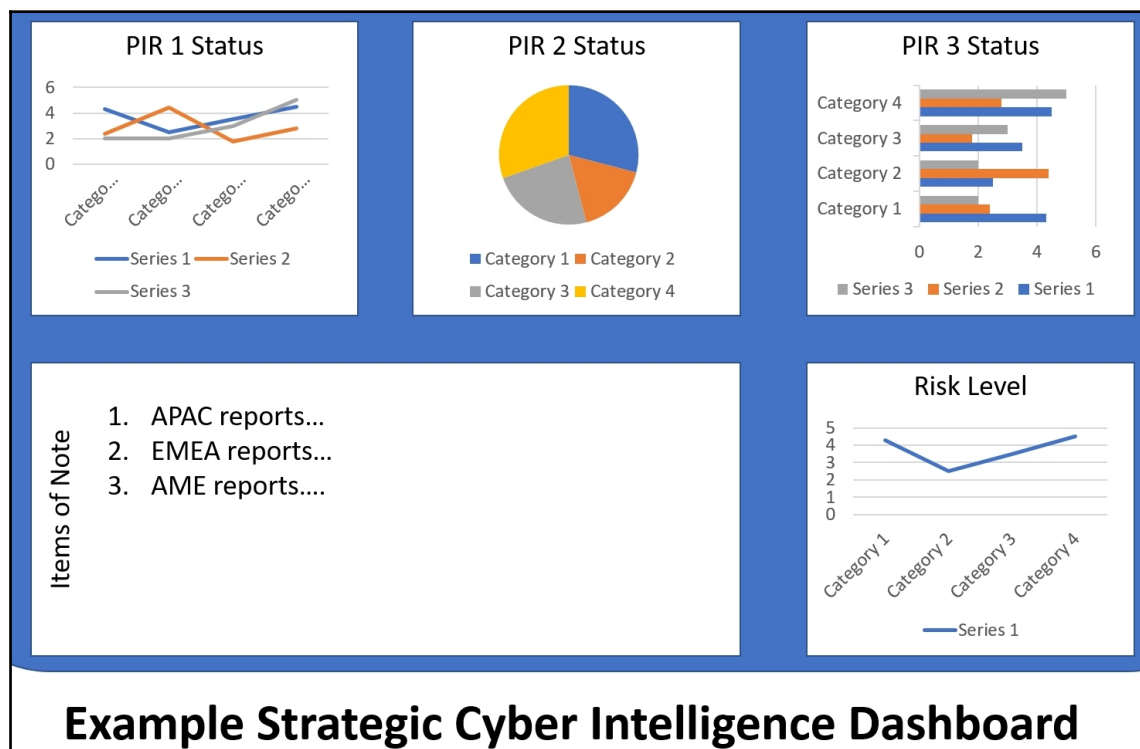 PIR 1 Status
6
4
2
0
Catego...
Catego...
Catego...
Catego...
Series 1 Series 2
Series 3
PIR 2 Status
Category 1 Category 2
Category 3 Category 4
PIR 3 Status
Category 4
Category 3
Category 2
Category 1
0 2 4 6
Series 3 Series 2 Series 1
Items of Note
1. APAC reports...
2. EMEA reports...
3. AME reports....
Risk Level
5
4
3
2
1
0
Category 1
Category 2
Category 3
Category 4
Series 1
Example Strategic Cyber Intelligence Dashboard